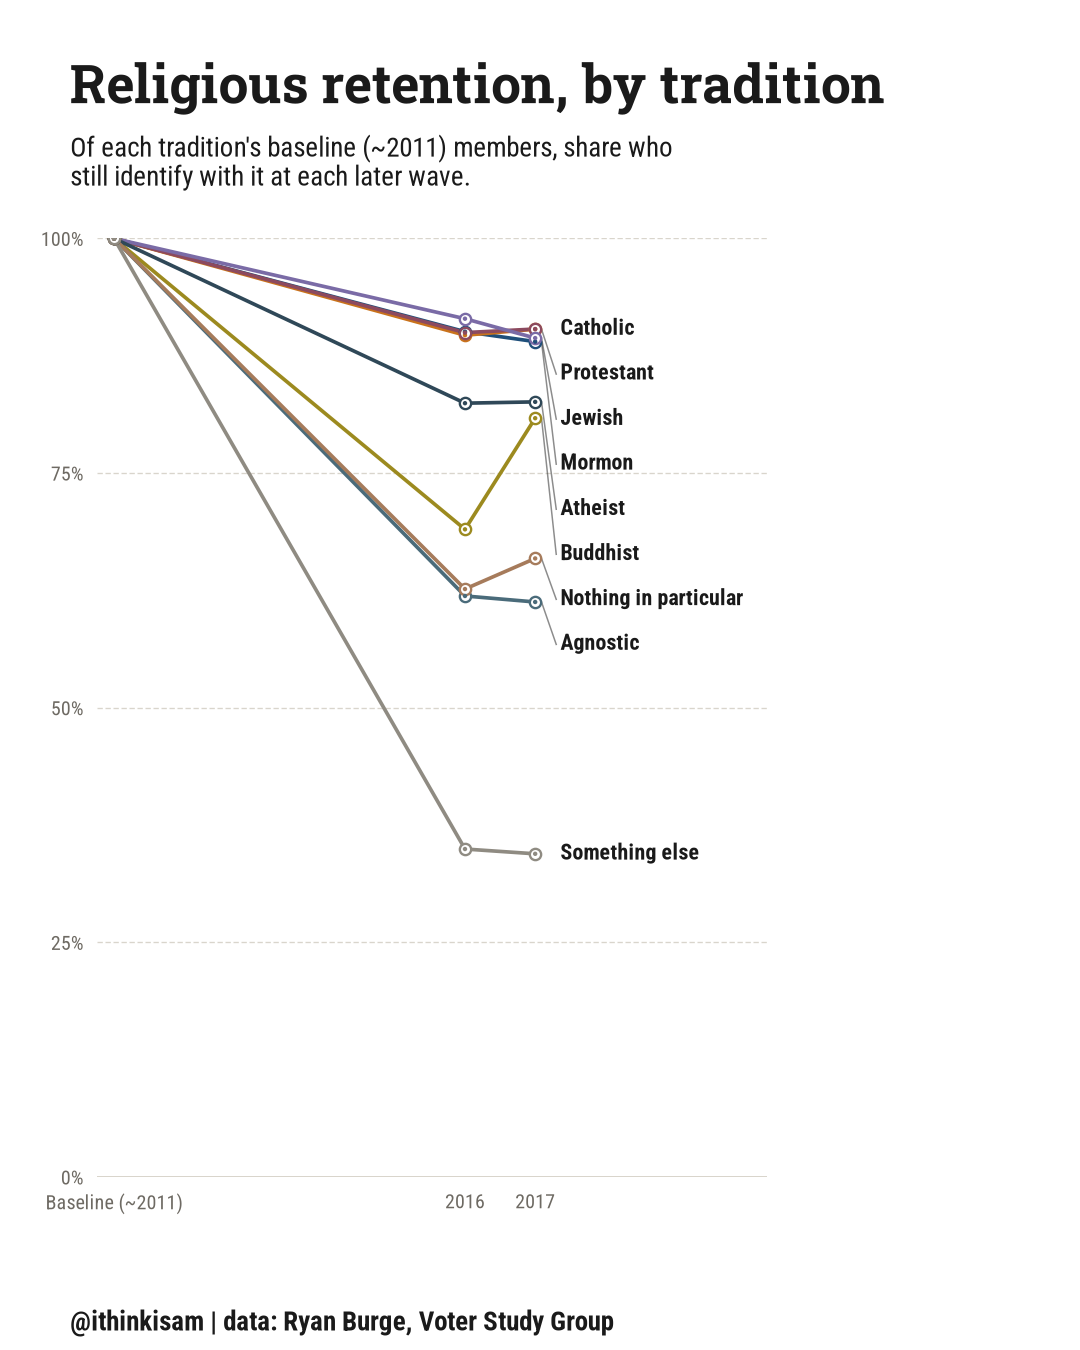 Religious retention, by tradition
Of each tradition's baseline (~2011) members, share who
still identify with it at each later wave.
100%
Catholic
Protestant
Jewish
Mormon
75%
Atheist
Buddhist
Nothing in particular
Agnostic
50%
Something else
25%
0%
Baseline (~2011)
2016
2017
@ithinkisam | data: Ryan Burge, Voter Study Group